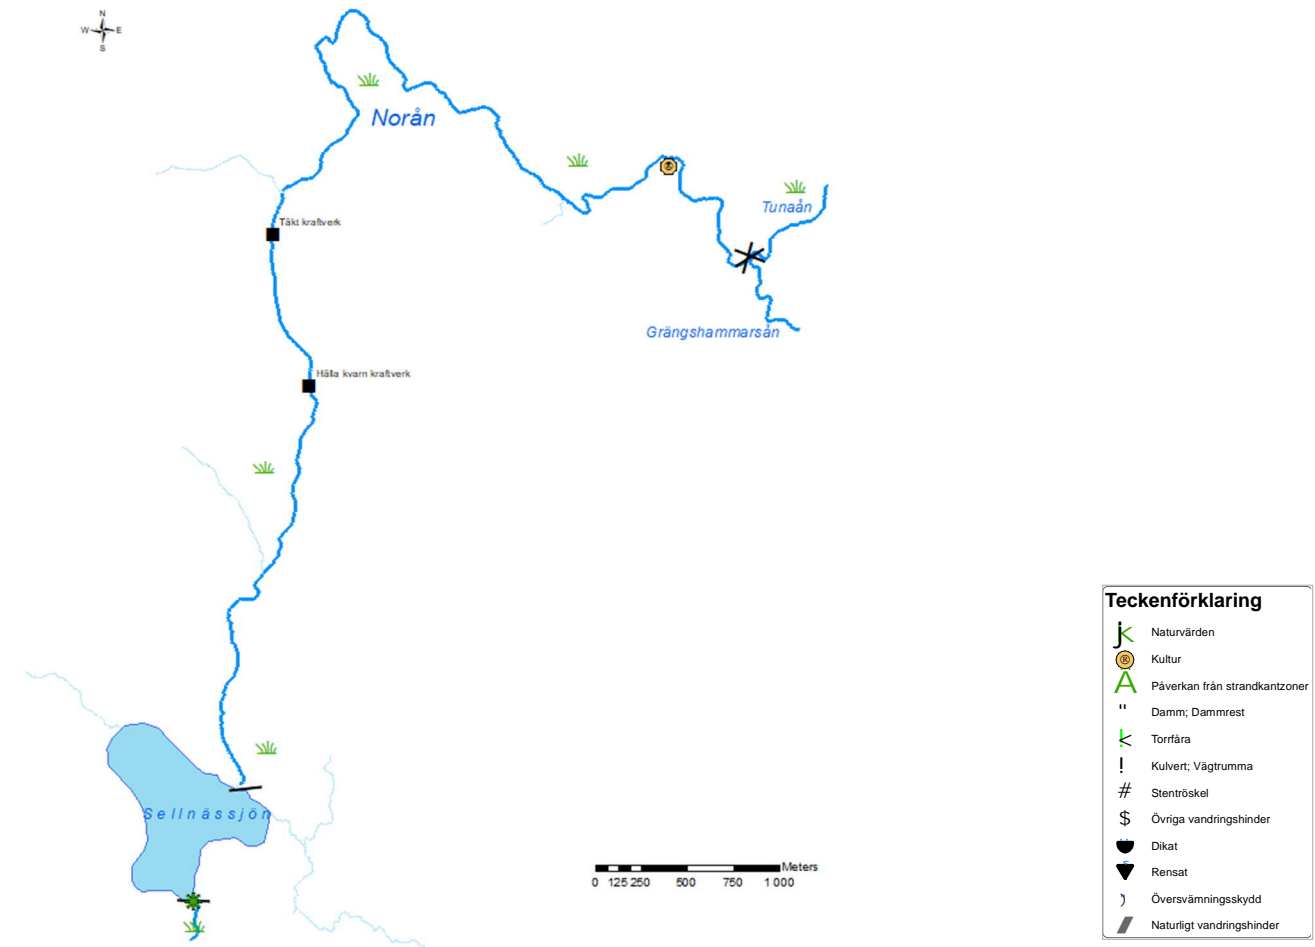 N
W E
S
Norån
Täkt kraftverk
Tunaån
Grängshammarsån
Hälla kvarn kraftverk
Sellnässjön
Meters
0 125 250 500 750 1 000
Teckenförklaring
Naturvärden
® Kultur
Påverkan från strandkantzoner
" Damm; Dammrest
Torrfåra
! Kulvert; Vägtrumma
# Stentröskel
$ Övriga vandringshinder
Dikat
Rensat
Översvämningsskydd
Naturligt vandringshinder